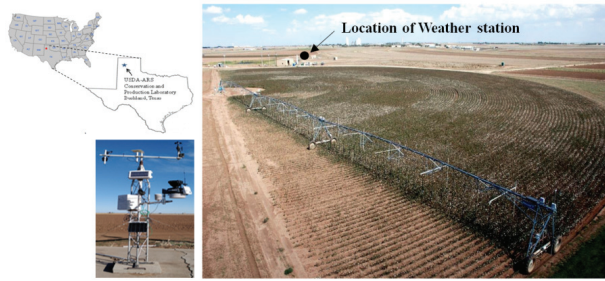 Location of Weather station
USDA-ARS
Conservation and
Production Laboratory
Bushland, Texas